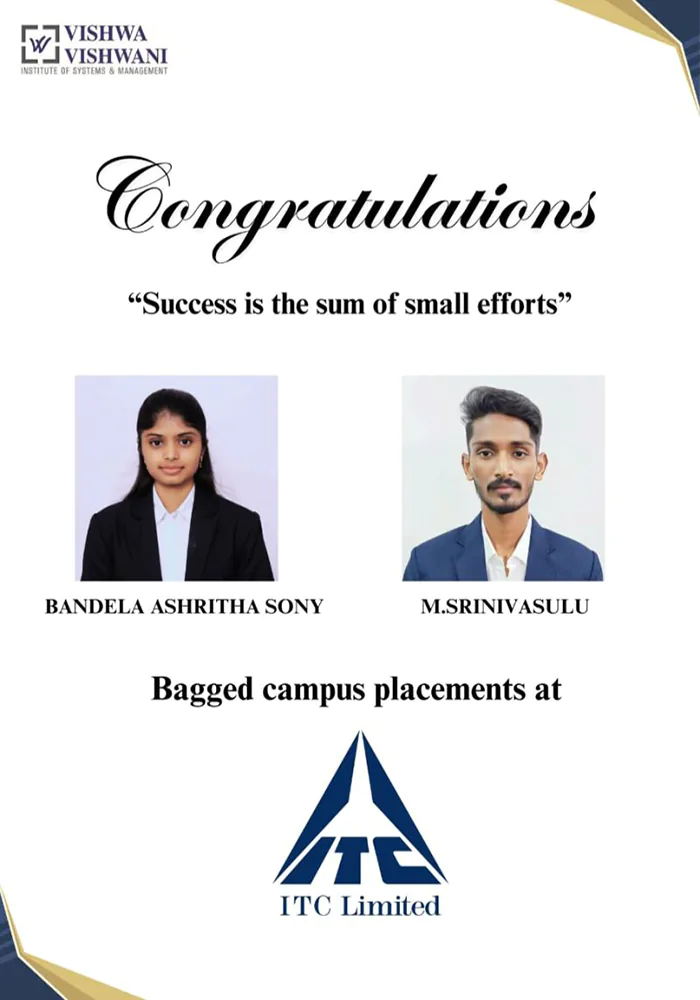 VISHWA
VISHWANI
INSTITUTE OF SYSTEMS & MANAGEMENT
Congratulations
“Success is the sum of small efforts”
BANDELA ASHRITHA SONY
M.SRINIVASULU
Bagged campus placements at
ITC
ITC Limited